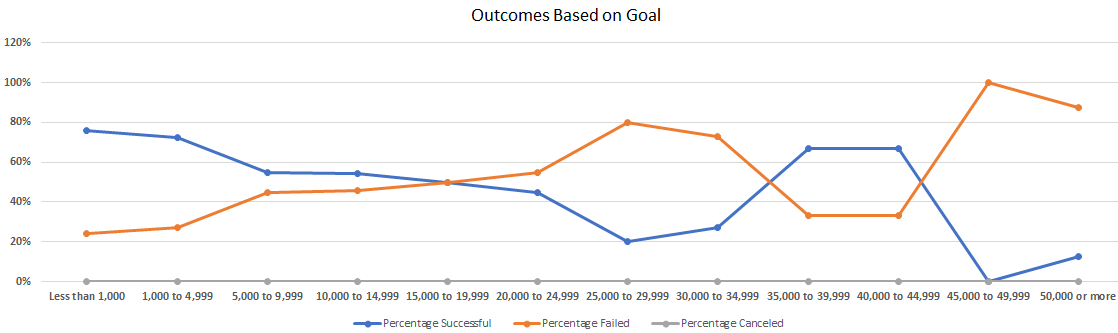 Outcomes Based on Goal
120%
100%
80%
60%
40%
20%
0%
Less than 1,000 1,000 to 4,999 5,000 to 9,999 10,000 to 14,999 15,000 to 19,999 20,000 to 24,999 25,000 to 29,999 30,000 to 34,999 35,000 to 39,999 40,000 to 44,999 45,000 to 49,999 50,000 or more
Percentage Successful Percentage Failed Percentage Canceled